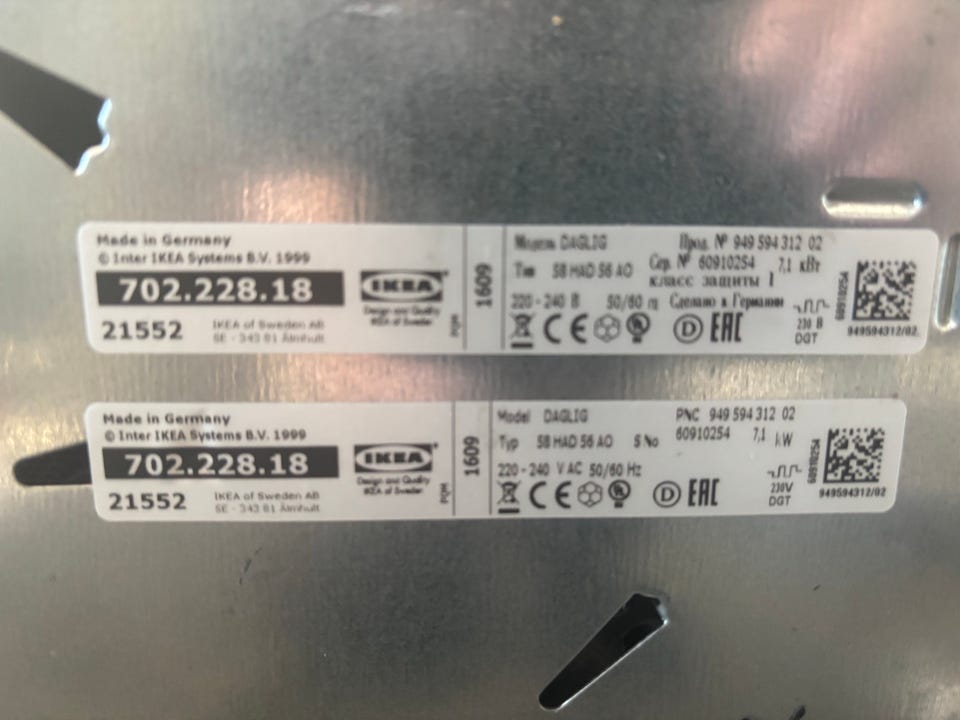 Made in Germany
© Inter IKEA Systems B.V. 1999
702.228.18
21552
IKEA of Sweden AB
SE - 343 81 Älmhult
IKEA
Design and Quality
IKEA of Sweden
PQM
1609
Модель DAGLIG Прод. № 949 594 312 02
Тип 58 HAD 56 AO Сер. № 60910254 7,1 кВт
класс защиты I
220 - 240 В 50/60 гц Сделано в Германии
CE D EAC
230 В
DGT
60910254
949594312/02
Made in Germany
© Inter IKEA Systems B.V. 1999
702.228.18
21552
IKEA of Sweden AB
SE - 343 81 Älmhult
IKEA
Design and Quality
IKEA of Sweden
PQM
1609
Model DAGLIG PNC 949 594 312 02
Typ 58 HAD 56 AO S No 60910254 7,1 kW
220 - 240 V AC 50/60 Hz
CE D EAC
230V
DGT
60910254
949594312/02